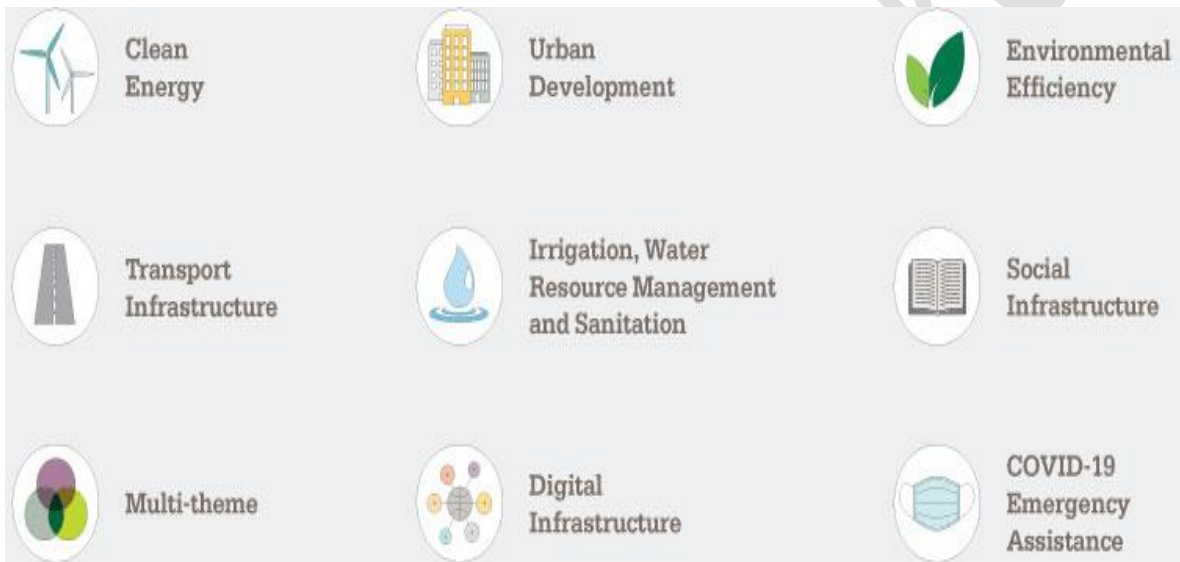 Clean
Energy
Urban
Development
Environmental
Efficiency
Transport
Infrastructure
Irrigation, Water
Resource Management
and Sanitation
Social
Infrastructure
Multi-theme
Digital
Infrastructure
COVID-19
Emergency
Assistance